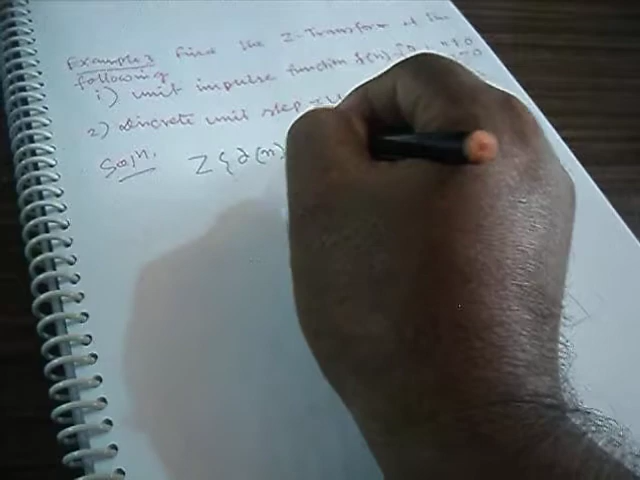 Example 3 Find the Z-Transform of the
following
1) unit impulse function δ(n)
2) discrete unit step
Solⁿ. Z{δ(n)